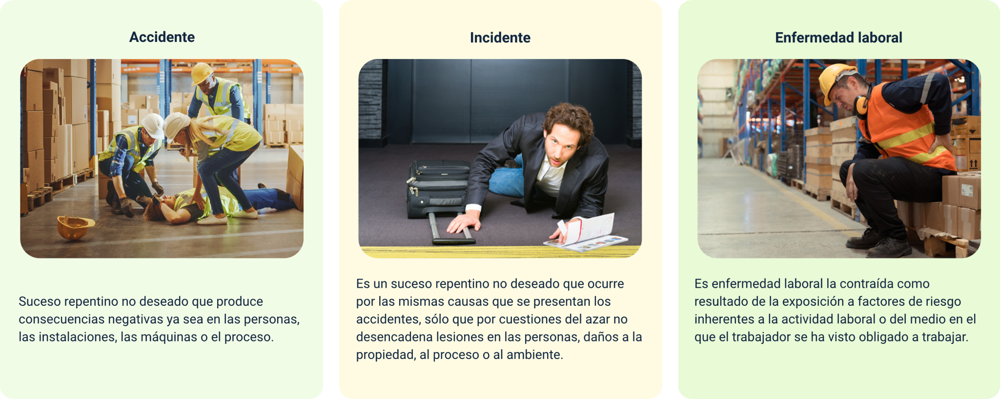 Accidente
Suceso repentino no deseado que produce
consecuencias negativas ya sea en las personas,
las instalaciones, las máquinas o el proceso.
Incidente
Es un suceso repentino no deseado que ocurre
por las mismas causas que se presentan los
accidentes, sólo que por cuestiones del azar no
desencadena lesiones en las personas, daños a la
propiedad, al proceso o al ambiente.
Enfermedad laboral
Es enfermedad laboral la contraída como
resultado de la exposición a factores de riesgo
inherentes a la actividad laboral o del medio en el
que el trabajador se ha visto obligado a trabajar.